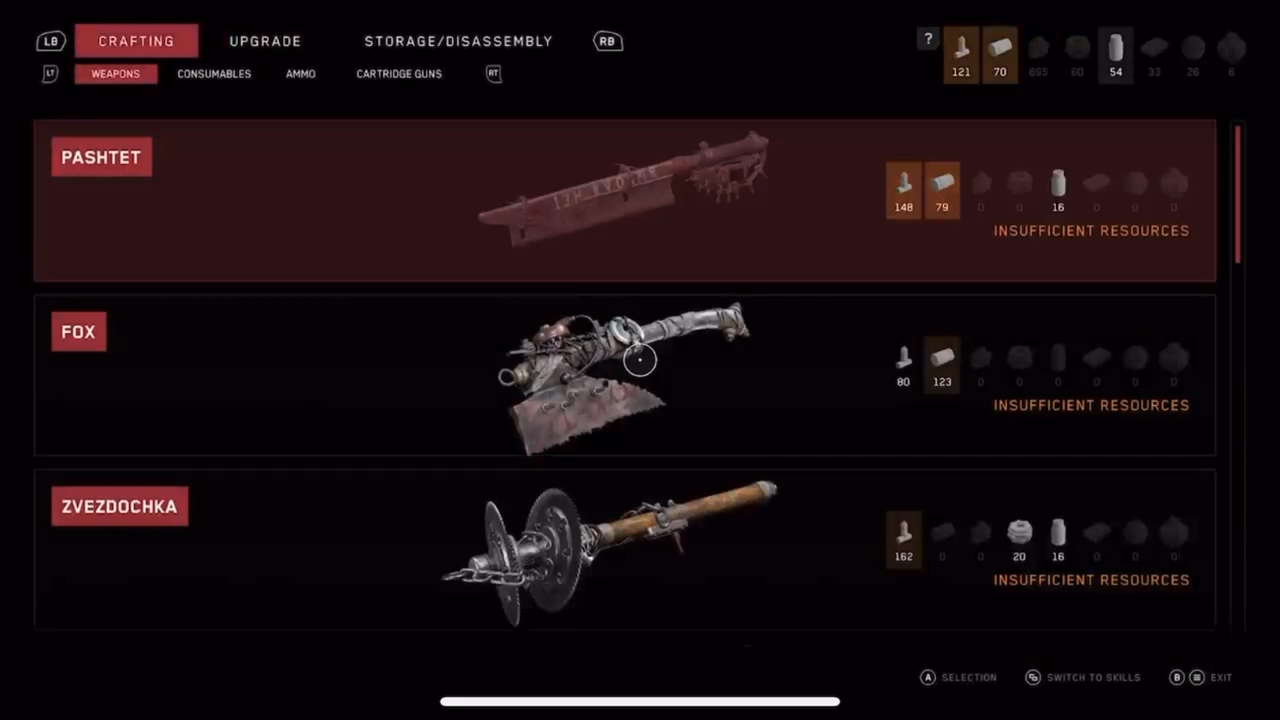 LB CRAFTING UPGRADE STORAGE/DISASSEMBLY RB
LT WEAPONS CONSUMABLES AMMO CARTRIDGE GUNS RT
?
121 70 695 60 54 33 26 6
PASHTET
148 79 0 0 16 0 0 0
INSUFFICIENT RESOURCES
FOX
80 123 0 0 0 0 0 0
INSUFFICIENT RESOURCES
ZVEZDOCHKA
162 0 0 20 16 0 0 0
INSUFFICIENT RESOURCES
A SELECTION SWITCH TO SKILLS B EXIT